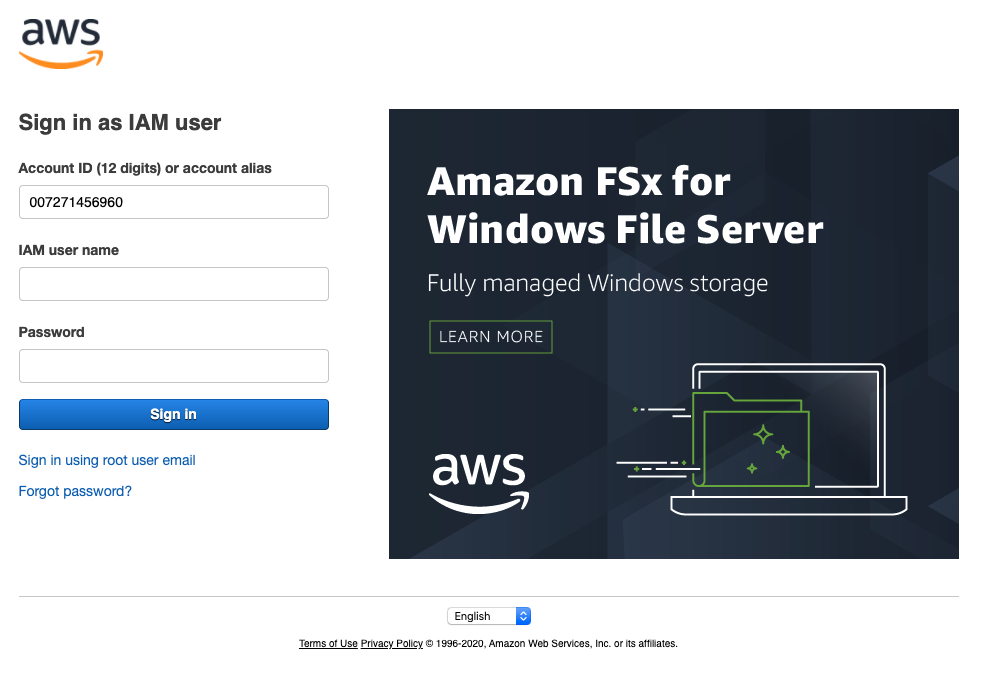 aws
Sign in as IAM user
Account ID (12 digits) or account alias
007271456960
IAM user name
Password
Sign in
Sign in using root user email
Forgot password?
Amazon FSx for
Windows File Server
Fully managed Windows storage
LEARN MORE
aws
English
Terms of Use Privacy Policy © 1996-2020, Amazon Web Services, Inc. or its affiliates.